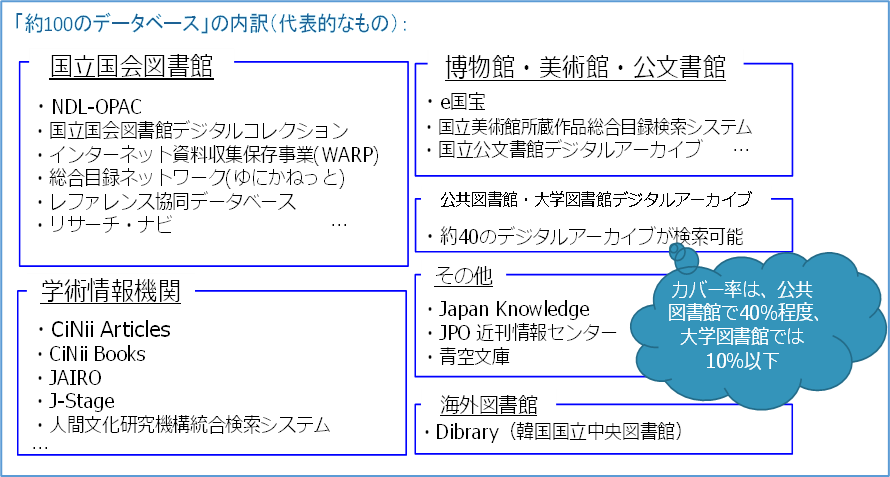 「約100のデータベース」の内訳(代表的なもの):
国立国会図書館
・NDL-OPAC
・国立国会図書館デジタルコレクション
・インターネット資料収集保存事業(WARP)
・総合目録ネットワーク(ゆにかねっと)
・レファレンス協同データベース
・リサーチ・ナビ …
学術情報機関
・CiNii Articles
・CiNii Books
・JAIRO
・J-Stage
・人間文化研究機構統合検索システム
…
博物館・美術館・公文書館
・e国宝
・国立美術館所蔵作品総合目録検索システム
・国立公文書館デジタルアーカイブ …
公共図書館・大学図書館デジタルアーカイブ
・約40のデジタルアーカイブが検索可能
その他
・Japan Knowledge
・JPO 近刊情報センター
・青空文庫
カバー率は、公共
図書館で40%程度、
大学図書館では
10%以下
海外図書館
・Dibrary(韓国国立中央図書館)